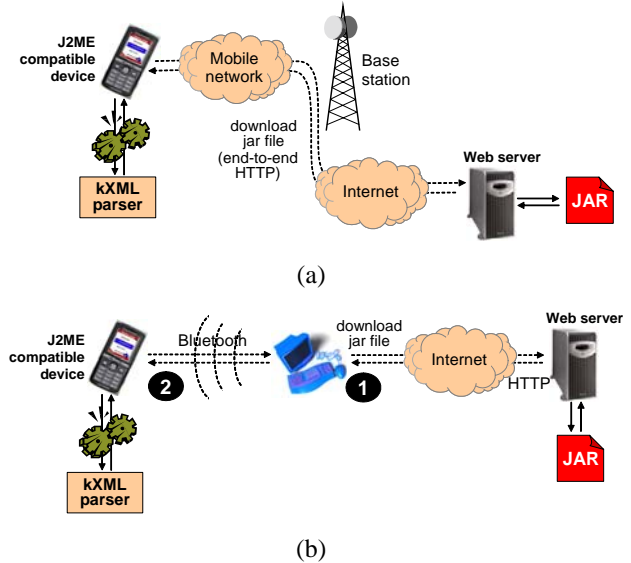 J2ME
compatible
device
Mobile
network
Base
station
download
jar file
(end-to-end
HTTP)
kXML
parser
Internet
Web server
JAR
(a)
J2ME
compatible
device
Bluetooth
2
download
jar file
1
Internet
HTTP
Web server
JAR
kXML
parser
(b)